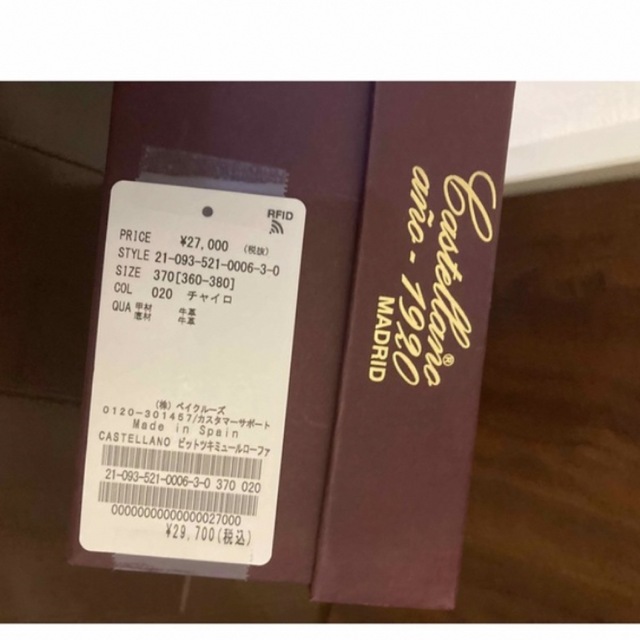 RFID
PRICE ¥27,000 (税抜)
STYLE 21-093-521-0006-3-0
SIZE 370[360-380]
COL 020 チャイロ
QUA 甲材 牛革
底材 牛革
(株) ベイクルーズ
0120-301457/カスタマーサポート
Made in Spain
CASTELLANO ビットツキミュールローファ
21-093-521-0006-3-0 370 020
00000000000000027000
¥29,700(税込)
Castellano®
año-1920
MADRID